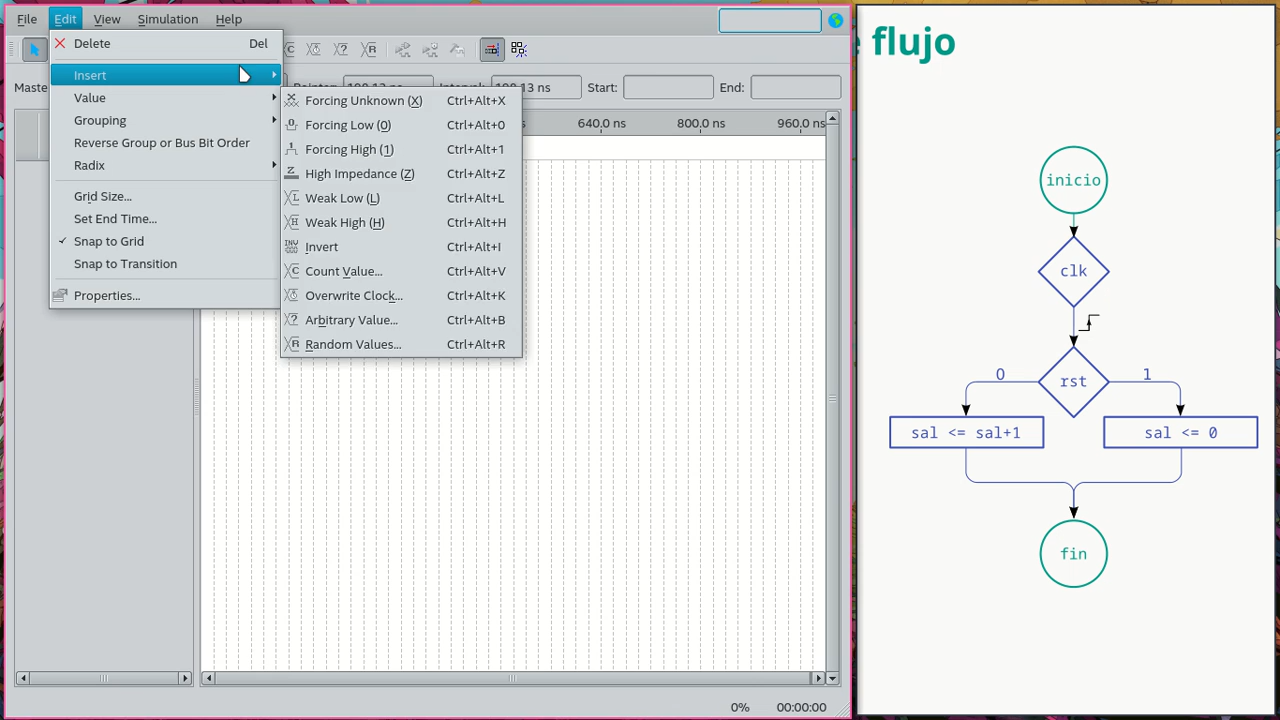 File Edit View Simulation Help
Delete Del
Insert
Value
Grouping
Reverse Group or Bus Bit Order
Radix
Grid Size...
Set End Time...
Snap to Grid
Snap to Transition
Properties...
Forcing Unknown (X) Ctrl+Alt+X
Forcing Low (0) Ctrl+Alt+0
Forcing High (1) Ctrl+Alt+1
High Impedance (Z) Ctrl+Alt+Z
Weak Low (L) Ctrl+Alt+L
Weak High (H) Ctrl+Alt+H
Invert Ctrl+Alt+I
Count Value... Ctrl+Alt+V
Overwrite Clock... Ctrl+Alt+K
Arbitrary Value... Ctrl+Alt+B
Random Values... Ctrl+Alt+R
Start: End:
640,0 ns 800,0 ns 960,0 ns
0% 00:00:00
flujo
inicio
clk
rst
0 1
sal <= sal+1 sal <= 0
fin